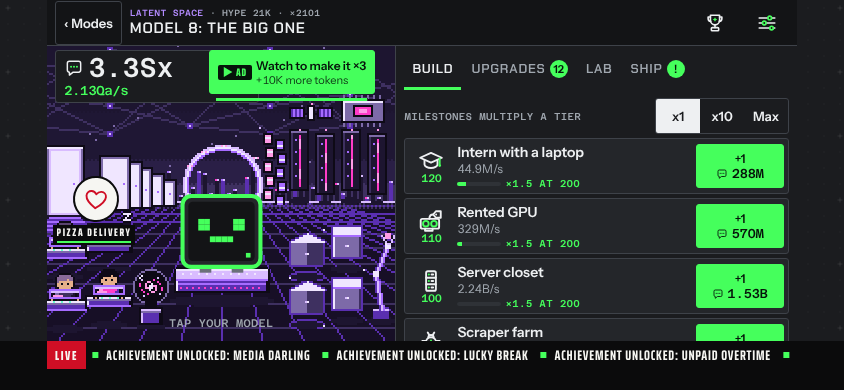 ‹ Modes
LATENT SPACE · HYPE 21K · ×2101
MODEL 8: THE BIG ONE
3.3Sx
2.13Qa/s
AD
Watch to make it ×3
+10K more tokens
PIZZA DELIVERY
TAP YOUR MODEL
BUILD
UPGRADES 12
LAB
SHIP !
MILESTONES MULTIPLY A TIER
x1
x10
Max
Intern with a laptop
44.9M/s
120
×1.5 AT 200
+1
288M
Rented GPU
329M/s
110
×1.5 AT 200
+1
570M
Server closet
2.24B/s
100
×1.5 AT 200
+1
1.53B
Scraper farm
+1
LIVE
ACHIEVEMENT UNLOCKED: MEDIA DARLING
ACHIEVEMENT UNLOCKED: LUCKY BREAK
ACHIEVEMENT UNLOCKED: UNPAID OVERTIME